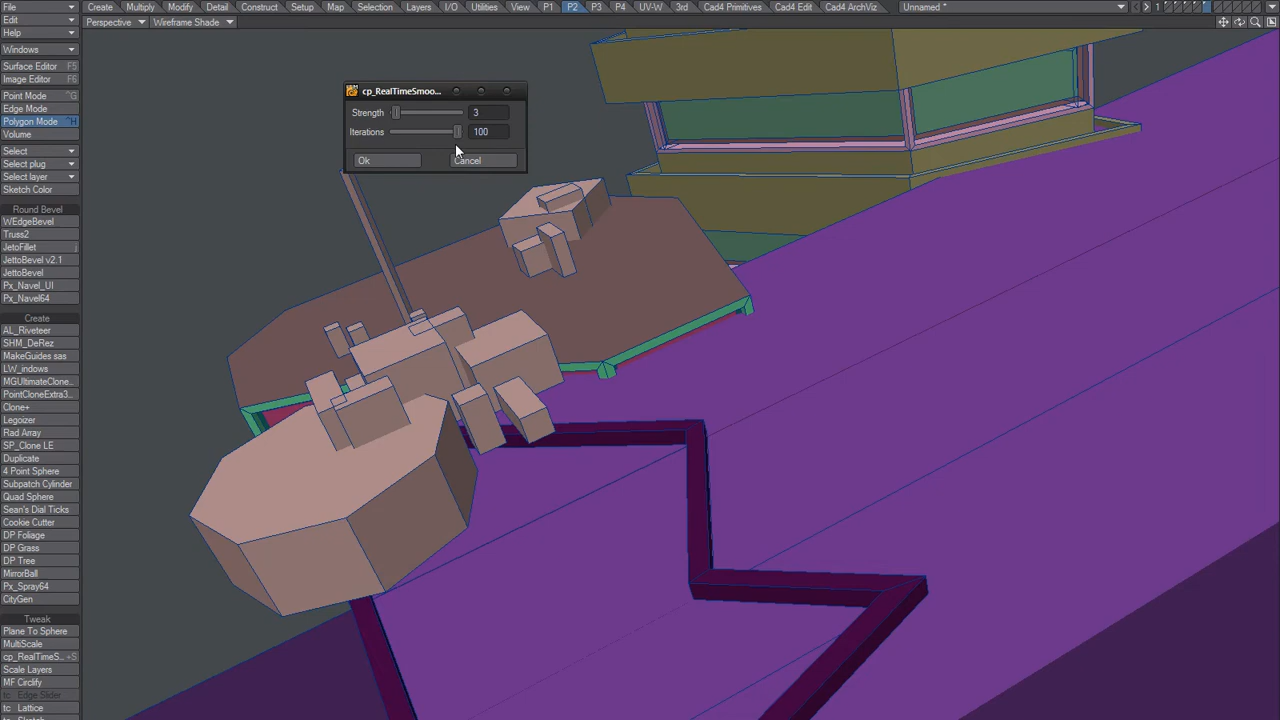 File Create Multiply Modify Detail Construct Setup Map Selection Layers I/O Utilities View P1 P2 P3 P4 UV-W 3rd Cad4 Primitives Cad4 Edit Cad4 ArchViz Unnamed * 1
Edit Perspective Wireframe Shade
Help
Windows
Surface Editor F5
Image Editor F6
Point Mode ^G
Edge Mode
Polygon Mode ^H
Volume
Select
Select plug
Select layer
Sketch Color
Round Bevel
WEdgeBevel
Truss2
JetoFillet j
JettoBevel v2.1
JettoBevel
Px_Navel_UI
Px_Navel64
Create
AL_Riveteer
SHM_DeRez
MakeGuides sas
LW_windows
MGUltimateClone...
PointCloneExtra3...
Clone+
Legoizer
Rad Array
SP_Clone LE
Duplicate
4 Point Sphere
Subpatch Cylinder
Quad Sphere
Sean's Dial Ticks
Cookie Cutter
DP Foliage
DP Grass
DP Tree
MirrorBall
Px_Spray64
CityGen
Tweak
Plane To Sphere
MultiScale
cp_RealTimeS... +S
Scale Layers
MF Circlify
tc Edge Slider
tc Lattice
cp_RealTimeSmoo...
Strength 3
Iterations 100
Ok Cancel